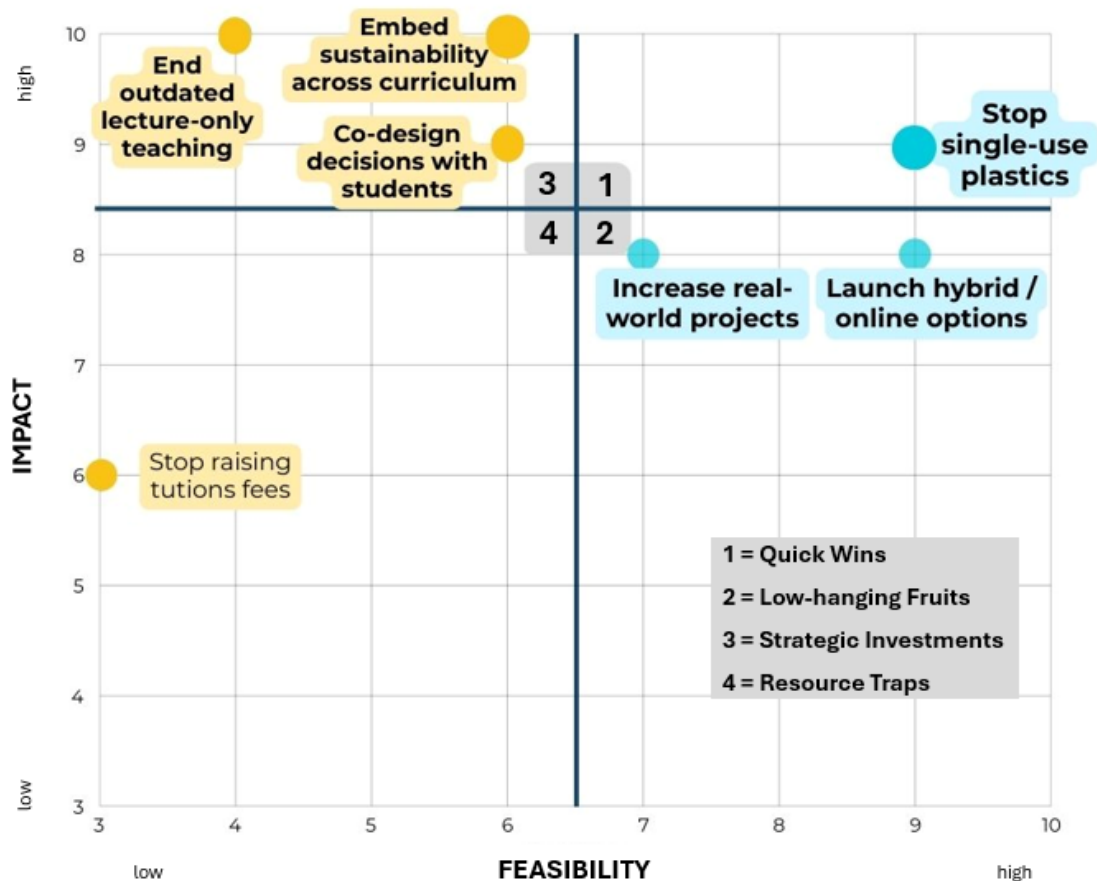 10
high
End
outdated
lecture-only
teaching
Embed
sustainability
across curriculum
Co-design
decisions with
students
Stop
single-use
plastics
9
3 1
4 2
8
Increase real-
world projects
Launch hybrid /
online options
7
IMPACT
6
Stop raising
tutions fees
5
1 = Quick Wins
2 = Low-hanging Fruits
3 = Strategic Investments
4 = Resource Traps
4
low
3
3 4 5 6 7 8 9 10
low FEASIBILITY high